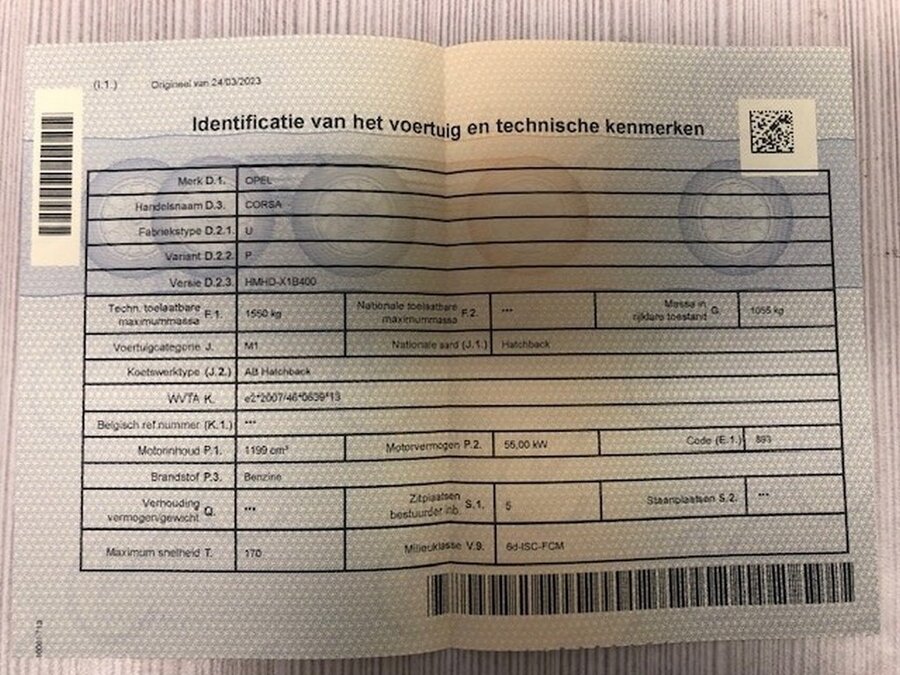 (I.1.) Origineel van 24/03/2023
Identificatie van het voertuig en technische kenmerken
Merk D.1. OPEL
Handelsnaam D.3. CORSA
Fabriekstype D.2.1. U
Variant D.2.2. P
Versie D.2.3. HMHD-X1B400
Techn. toelaatbare maximummassa F.1. 1550 kg Nationale toelaatbare maximummassa F.2. *** Massa in rijklare toestand G. 1055 kg
Voertuigcategorie J. M1 Nationale aard (J.1.) Hatchback
Koetswerktype (J.2.) AB Hatchback
WVTA K. e2*2007/46*0639*13
Belgisch ref.nummer (K.1.) ***
Motorinhoud P.1. 1199 cm³ Motorvermogen P.2. 55,00 kW Code (E.1.) 893
Brandstof P.3. Benzine
Verhouding vermogen/gewicht Q. *** Zitplaatsen bestuurder inb. S.1. 5 Staanplaatsen S.2. ***
Maximum snelheid T. 170 Milieuklasse V.9. 6d-ISC-FCM